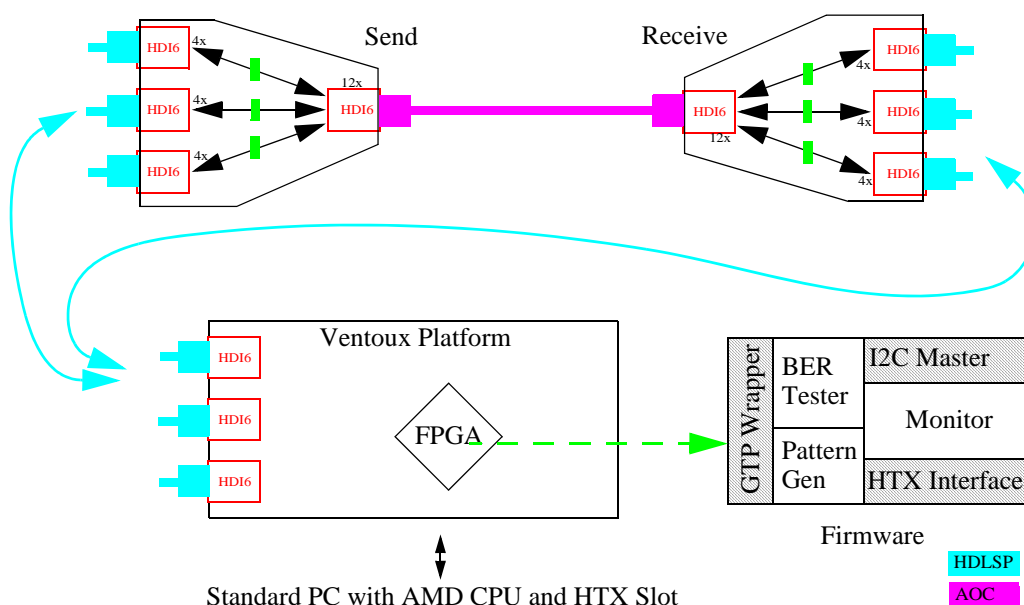 Send
Receive
HDI6
4x
12x
HDI6
4x
HDI6
4x
HDI6
HDI6
12x
4x
HDI6
4x
HDI6
4x
HDI6
Ventoux Platform
HDI6
HDI6
HDI6
FPGA
GTP Wrapper
BER
Tester
Pattern
Gen
I2C Master
Monitor
HTX Interface
Firmware
HDLSP
AOC
Standard PC with AMD CPU and HTX Slot